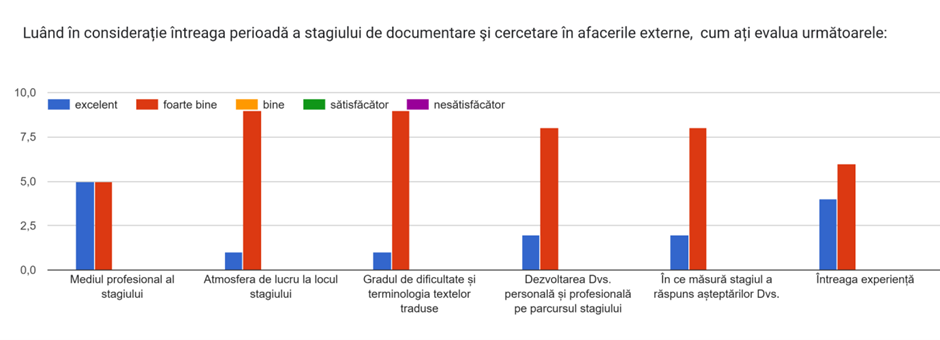 Luând în considerație întreaga perioadă a stagiului de documentare și cercetare în afacerile externe, cum ați evalua următoarele:
10,0
excelent foarte bine bine sătisfăcător nesătisfăcător
7,5
5,0
2,5
0,0
Mediul profesional al
stagiului
Atmosfera de lucru la locul
stagiului
Gradul de dificultate și
terminologia textelor
traduse
Dezvoltarea Dvs.
personală și profesională
pe parcursul stagiului
În ce măsură stagiul a
răspuns așteptărilor Dvs.
Întreaga experiență